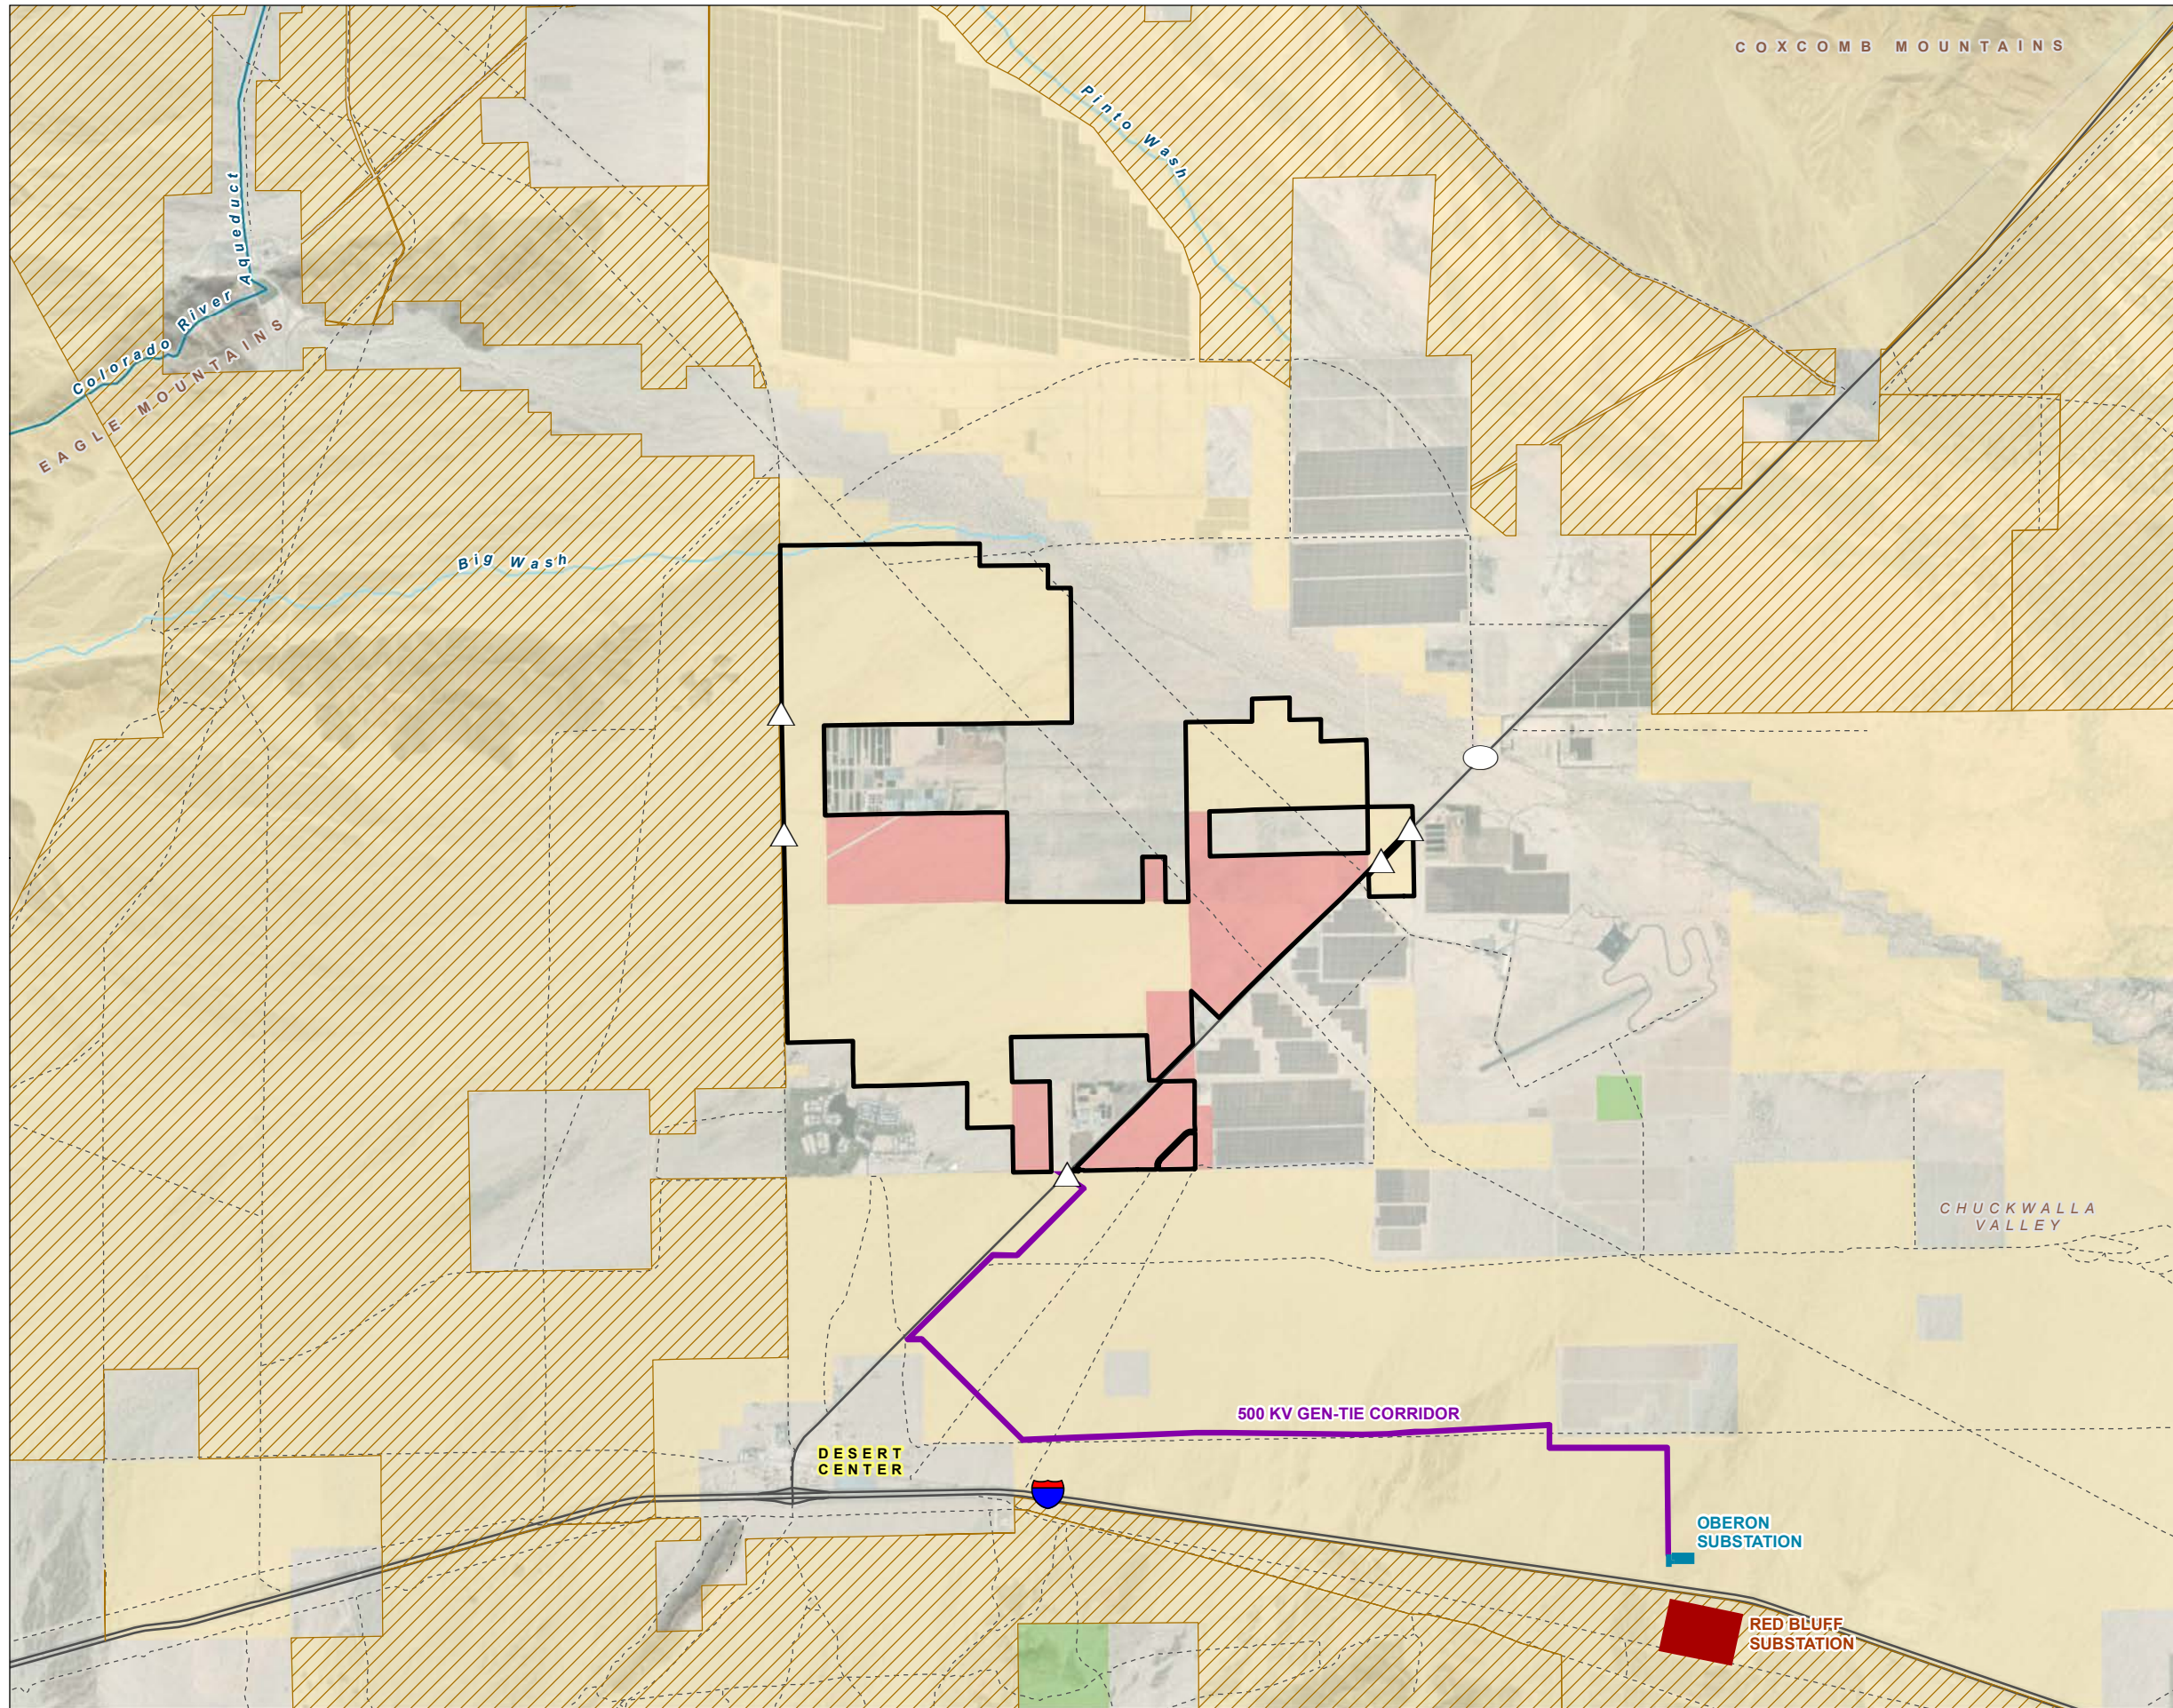 COXCOMB MOUNTAINS
Pinto Wash
Colorado River Aqueduct
EAGLE MOUNTAINS
Big Wash
CHUCKWALLA
VALLEY
500 KV GEN-TIE CORRIDOR
DESERT
CENTER
OBERON
SUBSTATION
RED BLUFF
SUBSTATION